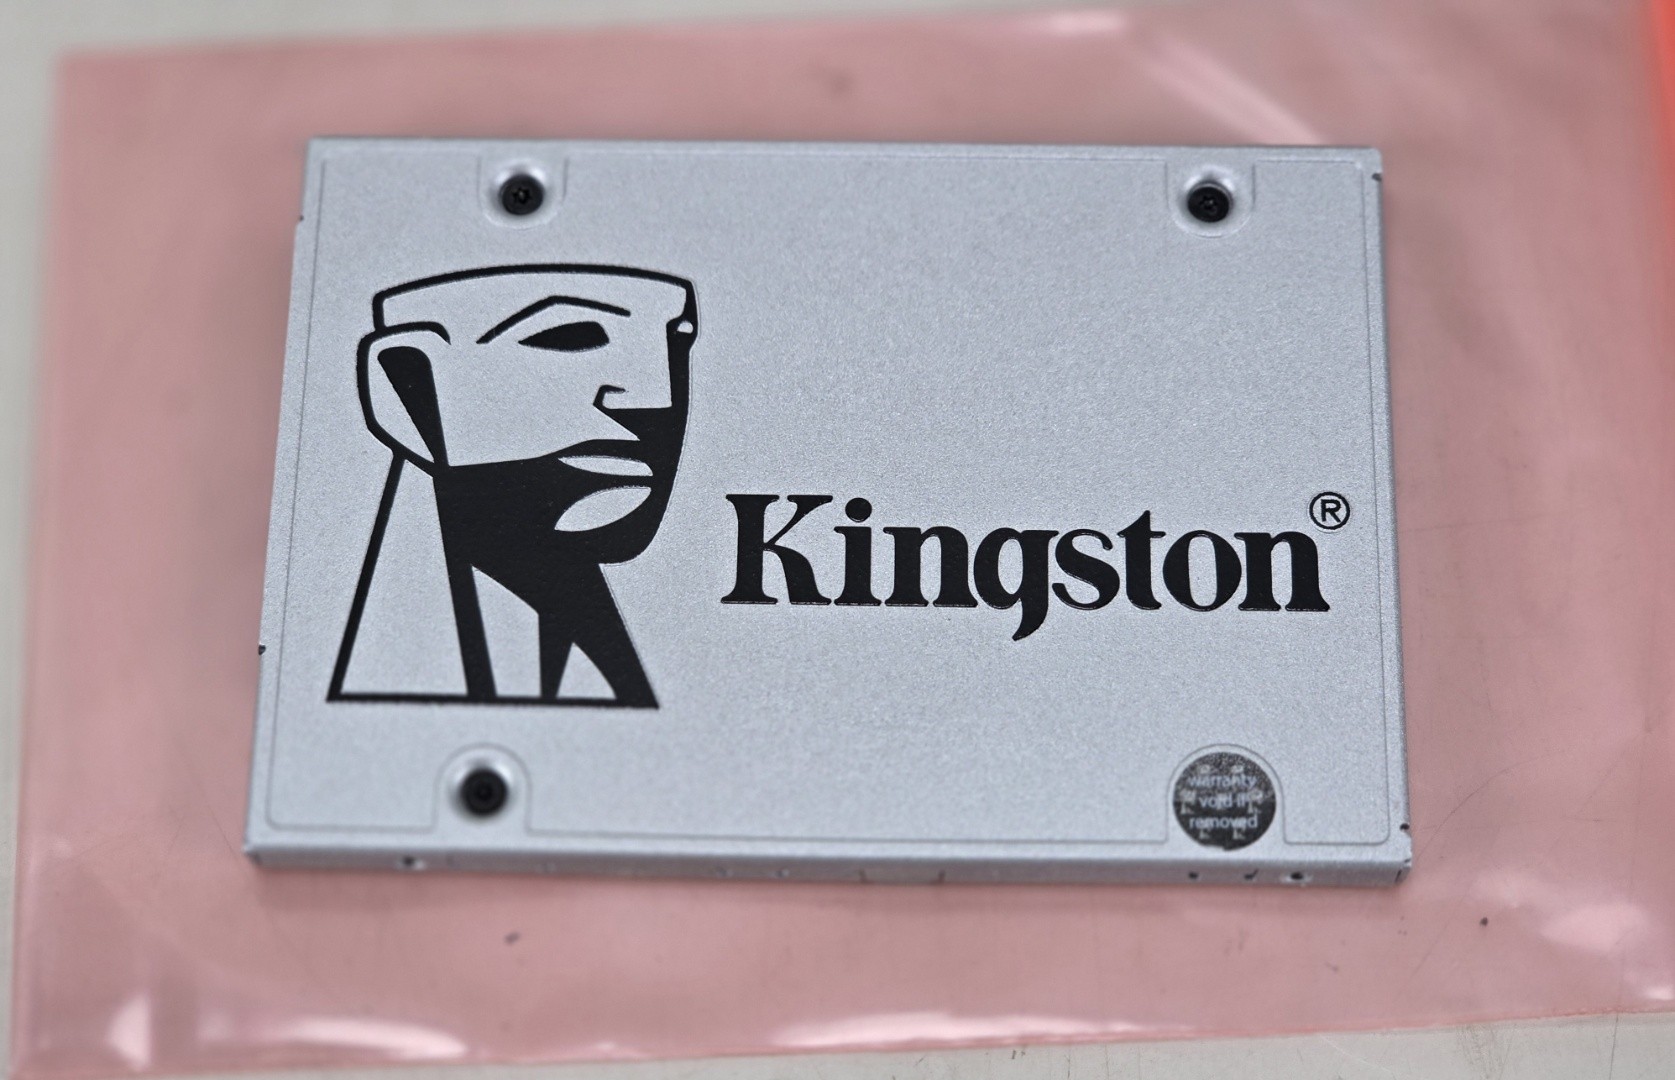 Kingston®
warranty
void if
removed